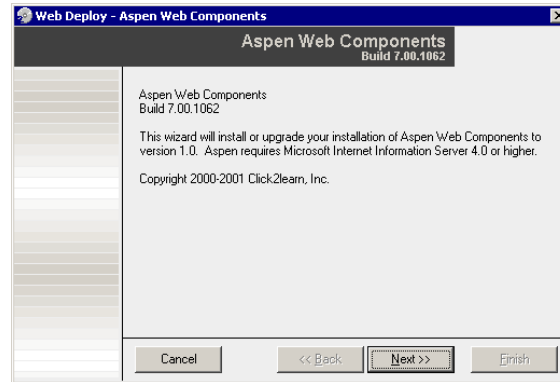 Web Deploy - Aspen Web Components
Aspen Web Components
Build 7.00.1062
Aspen Web Components
Build 7.00.1062
This wizard will install or upgrade your installation of Aspen Web Components to
version 1.0. Aspen requires Microsoft Internet Information Server 4.0 or higher.
Copyright 2000-2001 Click2learn, Inc.
Cancel
<< Back
Next >>
Finish